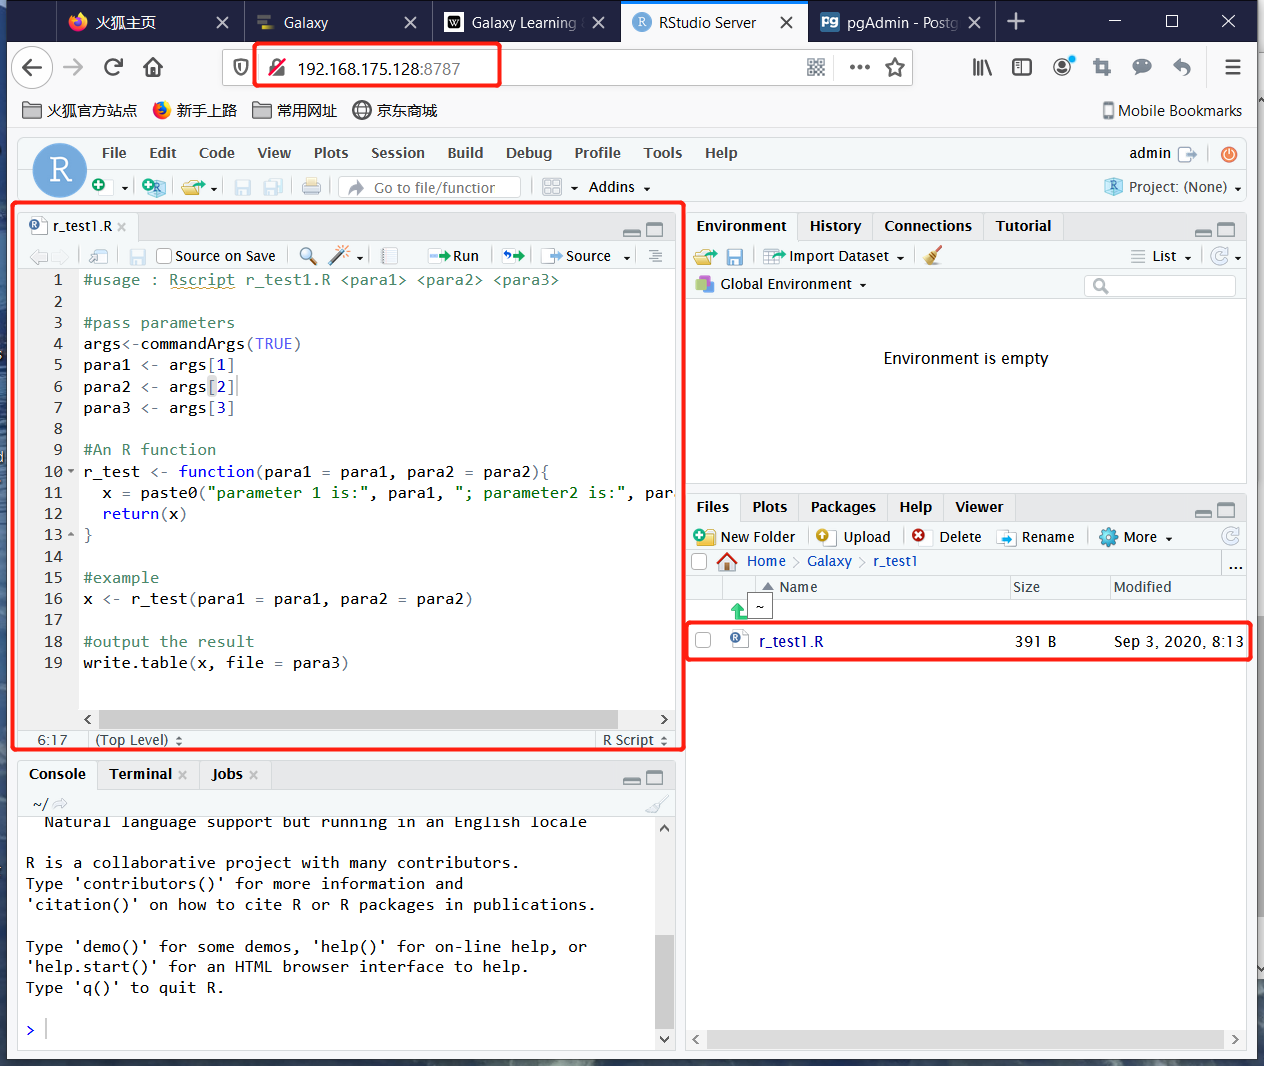 火狐主页
Galaxy
Galaxy Learning
RStudio Server
pgAdmin - Postg
192.168.175.128:8787
火狐官方站点 新手上路 常用网址 京东商城
Mobile Bookmarks
R
File Edit Code View Plots Session Build Debug Profile Tools Help
admin
Go to file/function
Addins
Project: (None)
r_test1.R
Source on Save
Run
Source
1 #usage : Rscript r_test1.R <para1> <para2> <para3>
2
3 #pass parameters
4 args<-commandArgs(TRUE)
5 para1 <- args[1]
6 para2 <- args[2]
7 para3 <- args[3]
8
9 #An R function
10 r_test <- function(para1 = para1, para2 = para2){
11 x = paste0("parameter 1 is:", para1, "; parameter2 is:", par
12 return(x)
13 }
14
15 #example
16 x <- r_test(para1 = para1, para2 = para2)
17
18 #output the result
19 write.table(x, file = para3)
6:17 (Top Level)
R Script
Console Terminal Jobs
~/
Natural language support but running in an English locale
R is a collaborative project with many contributors.
Type 'contributors()' for more information and
'citation()' on how to cite R or R packages in publications.
Type 'demo()' for some demos, 'help()' for on-line help, or
'help.start()' for an HTML browser interface to help.
Type 'q()' to quit R.
>
Environment History Connections Tutorial
Import Dataset
List
Global Environment
Environment is empty
Files Plots Packages Help Viewer
New Folder Upload Delete Rename More
Home Galaxy r_test1
...
Name Size Modified
~
r_test1.R 391 B Sep 3, 2020, 8:13